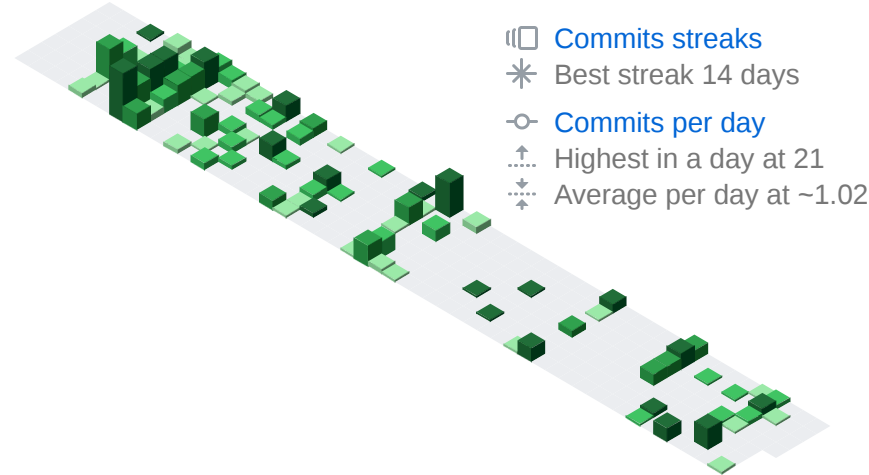 Commits streaks
Best streak 14 days
Commits per day
Highest in a day at 21
Average per day at ~1.02